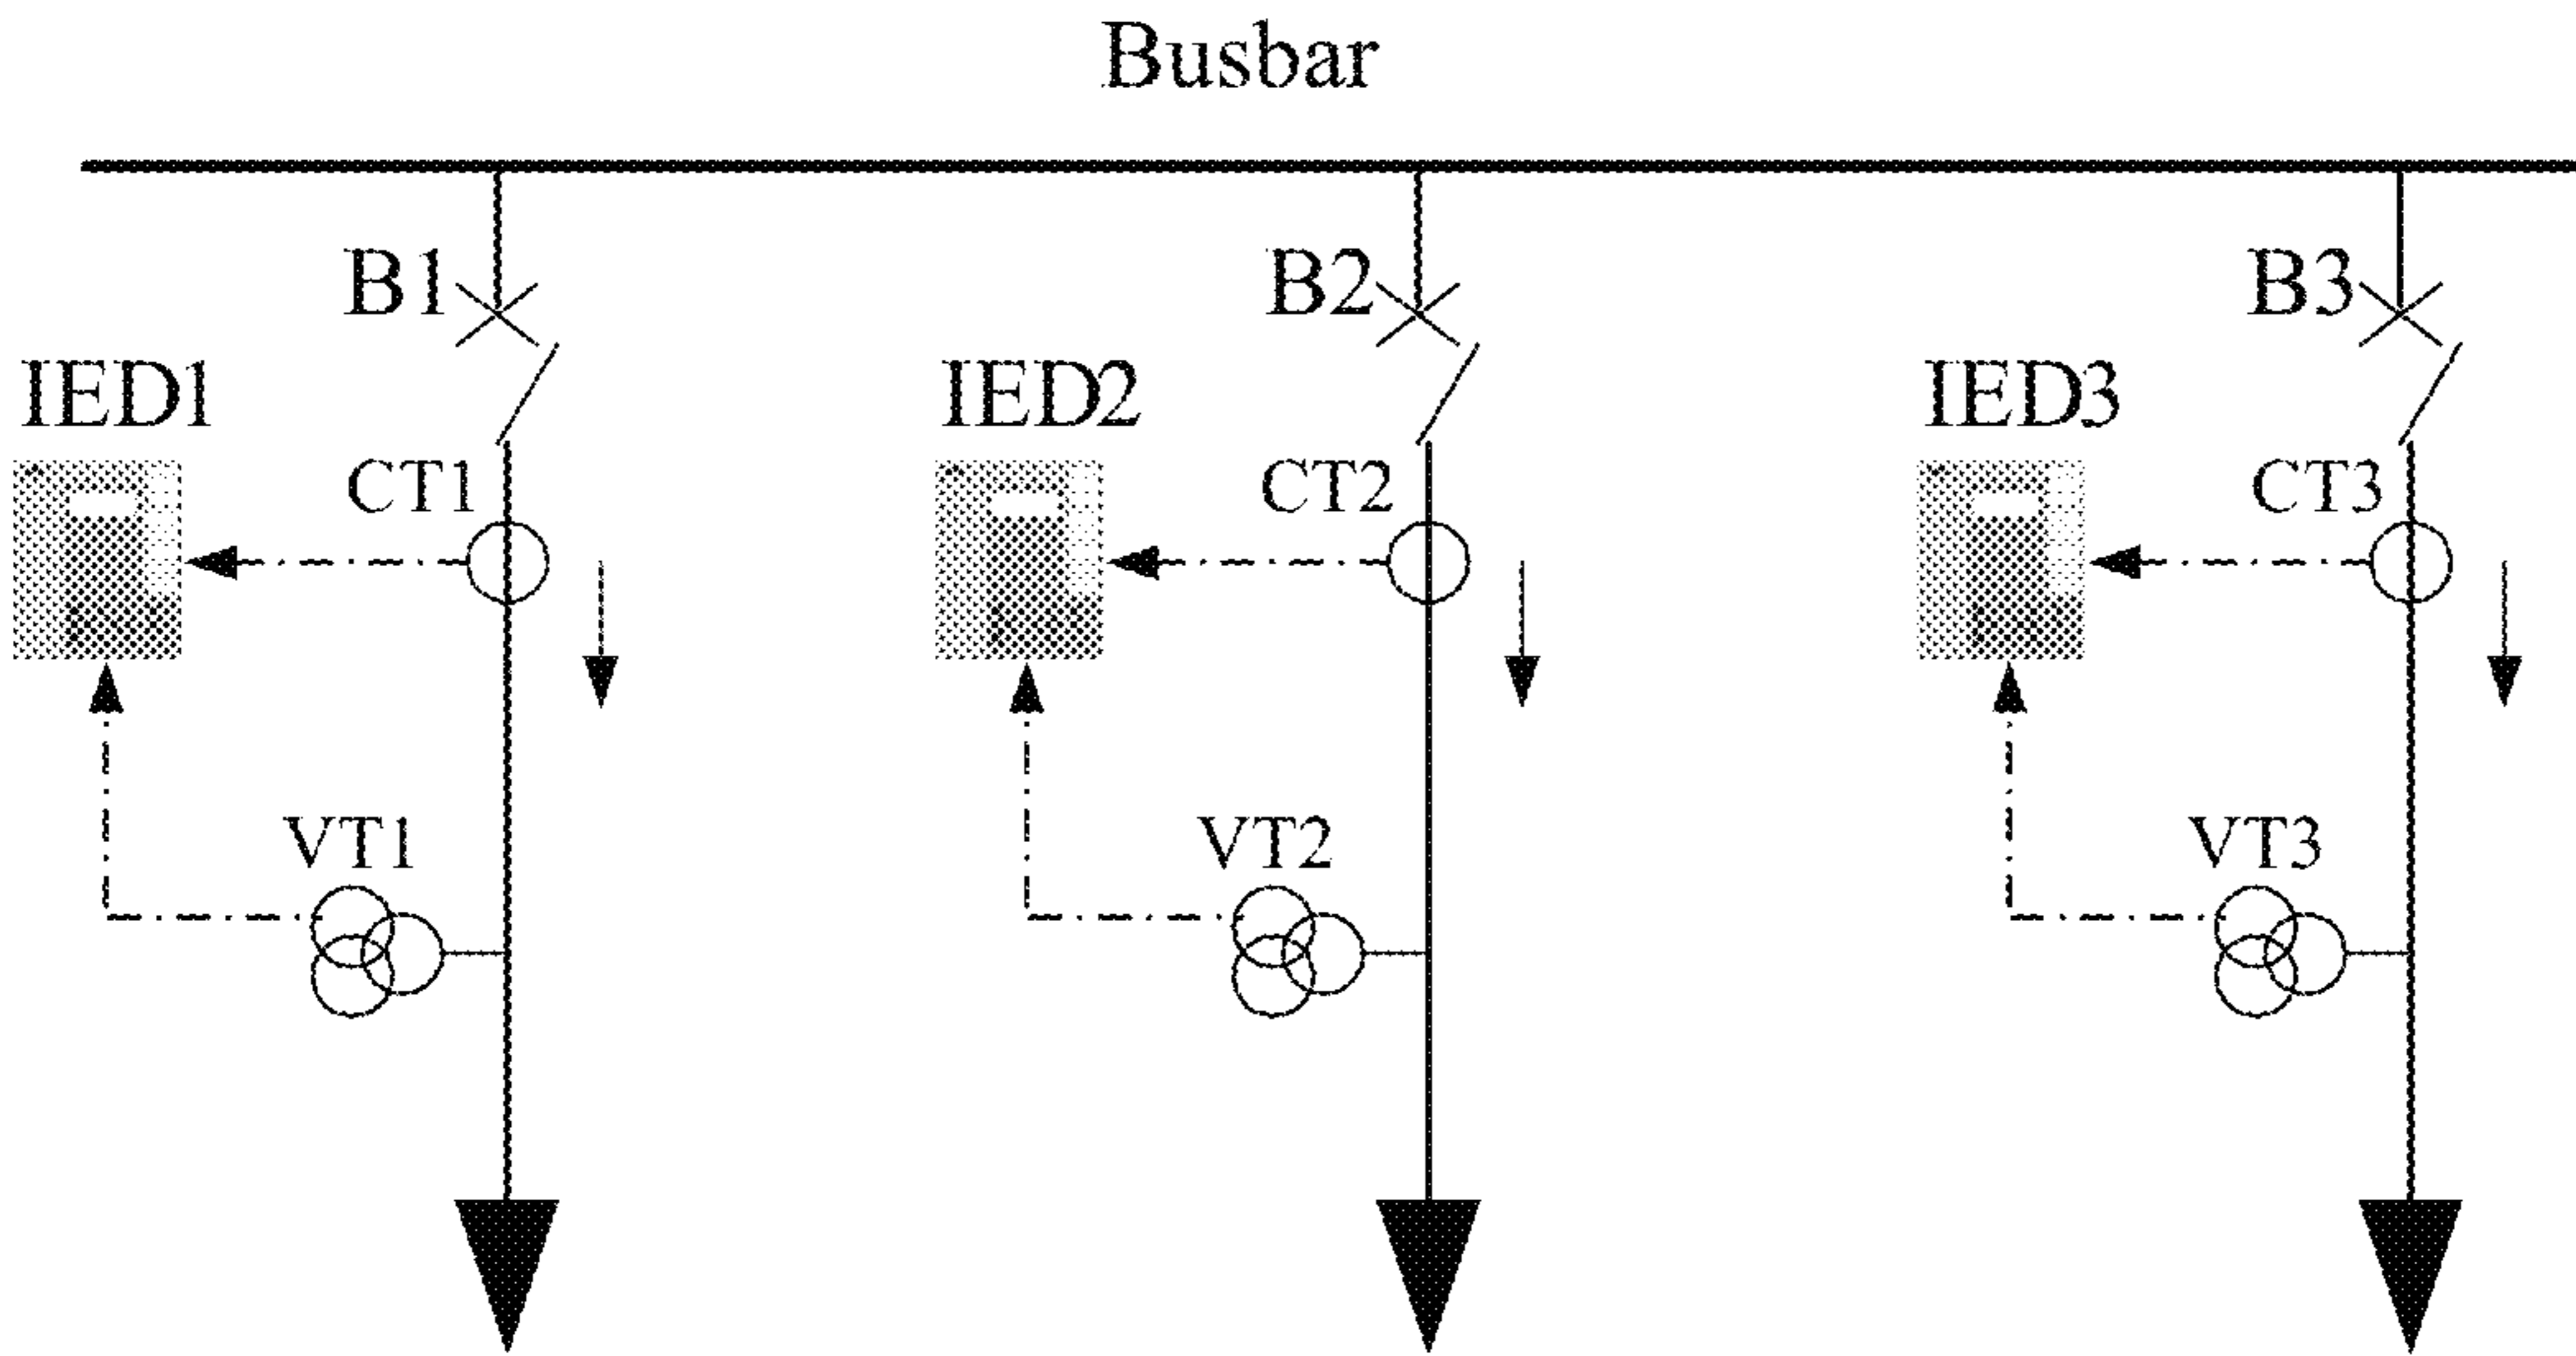 Busbar
B1 B2 B3
IED1 IED2 IED3
CT1 CT2 CT3
VT1 VT2 VT3